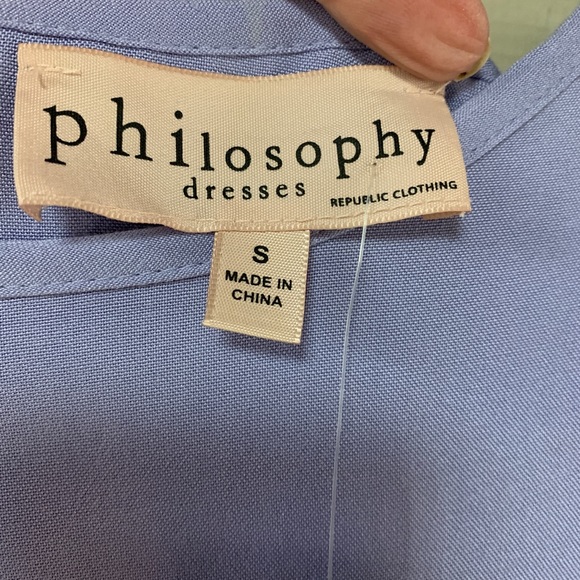 philosophy
dresses
REPUBLIC CLOTHING
S
MADE IN
CHINA